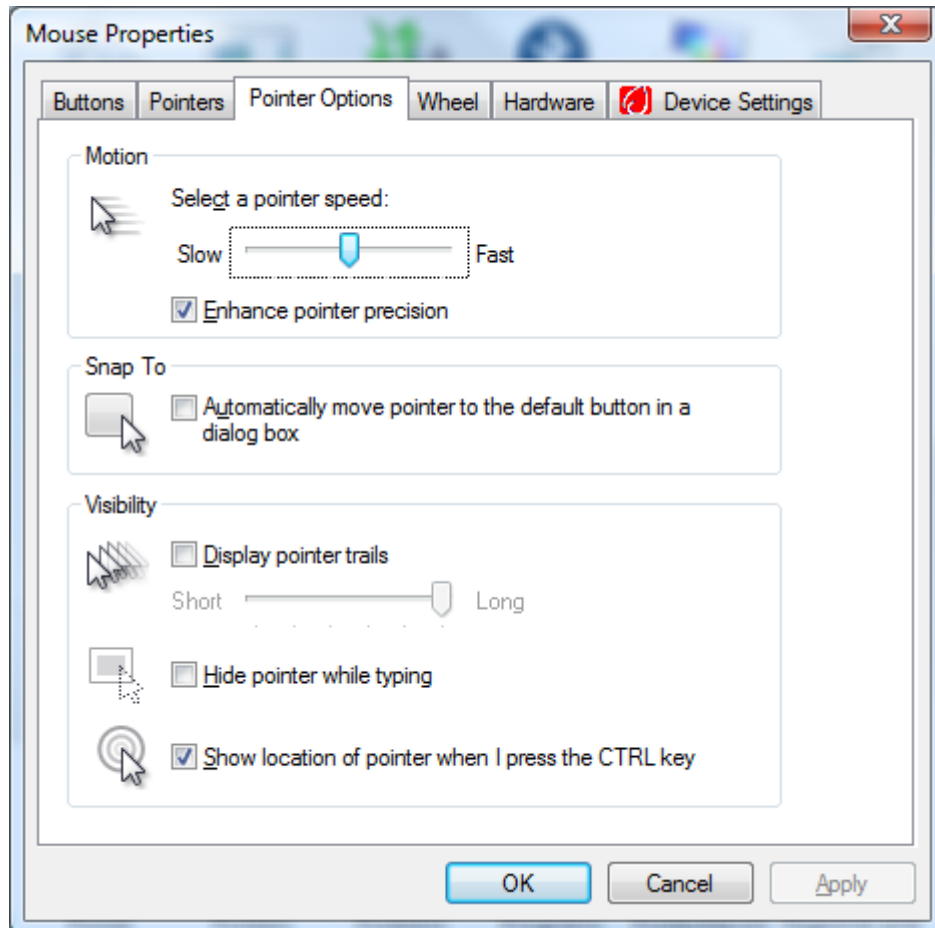 Mouse Properties
Buttons Pointers Pointer Options Wheel Hardware Device Settings
Motion
Select a pointer speed:
Slow Fast
Enhance pointer precision
Snap To
Automatically move pointer to the default button in a
dialog box
Visibility
Display pointer trails
Short Long
Hide pointer while typing
Show location of pointer when I press the CTRL key
OK Cancel Apply